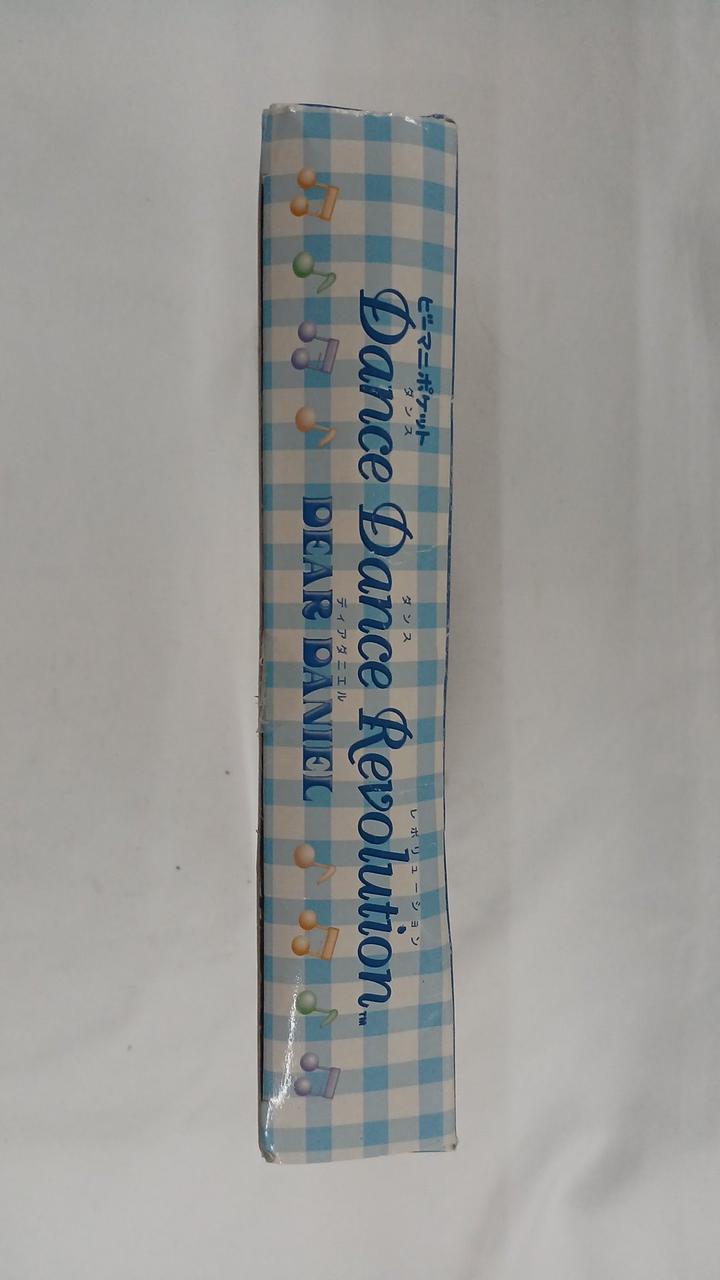 ビーマニポケット
ダンス ダンス レボリューション
Dance Dance Revolution™
ディアダニエル
DEAR DANIEL